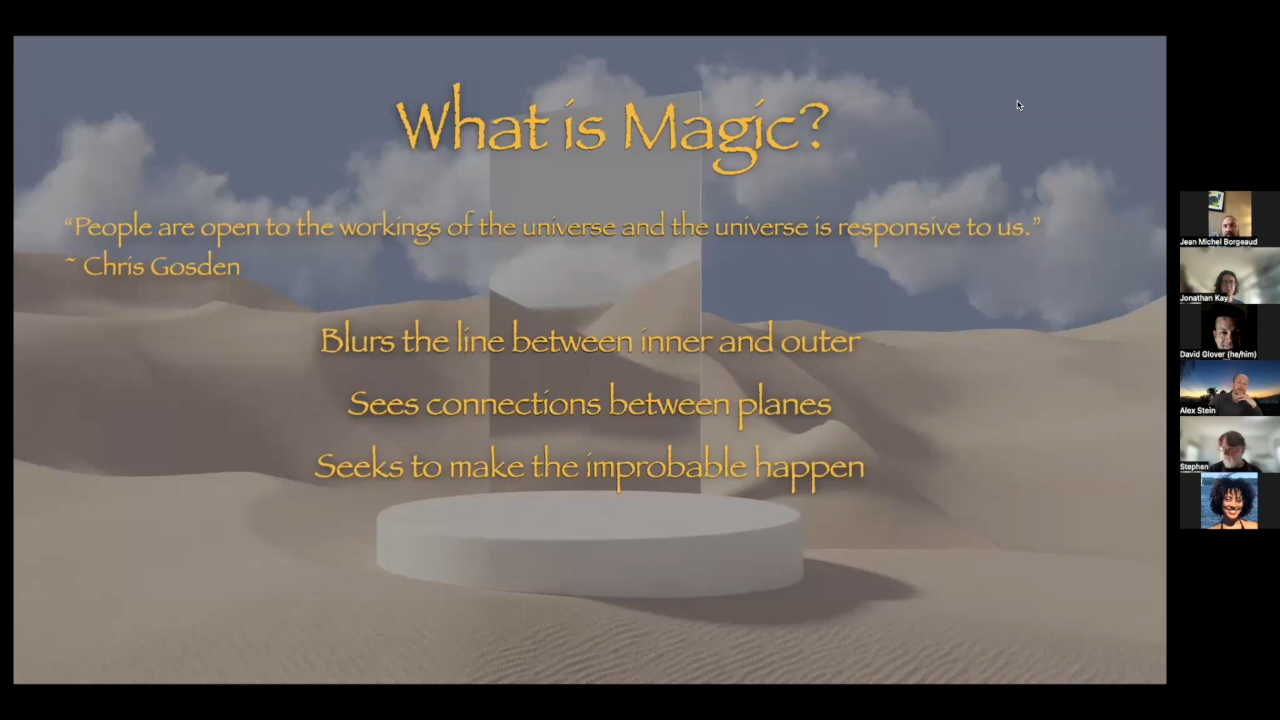 What is Magic?
“People are open to the workings of the universe and the universe is responsive to us.”
~ Chris Gosden
Blurs the line between inner and outer
Sees connections between planes
Seeks to make the improbable happen
Jean Michel Borgeaud
Jonathan Kay
David Glover (he/him)
Alex Stein
Stephen